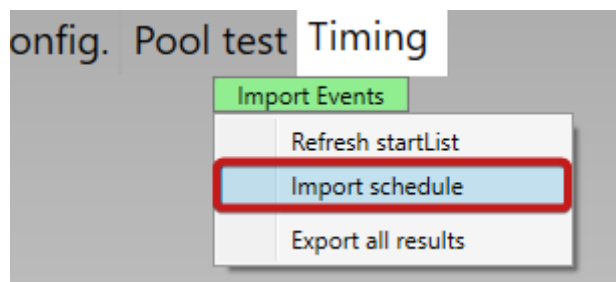 onfig. Pool test Timing
Import Events
Refresh startList
Import schedule
Export all results